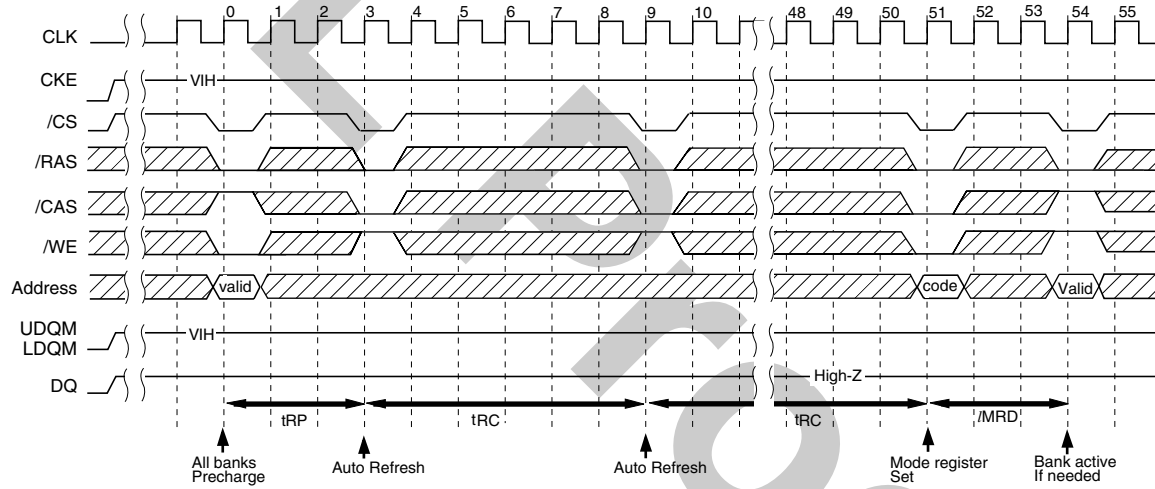 0 1 2 3 4 5 6 7 8 9 10 48 49 50 51 52 53 54 55
CLK
CKE VIH
/CS
/RAS
/CAS
/WE
Address valid code Valid
UDQM
LDQM VIH
DQ High-Z
tRP tRC tRC /MRD
All banks
Precharge
Auto Refresh
Auto Refresh
Mode register
Set
Bank active
If needed